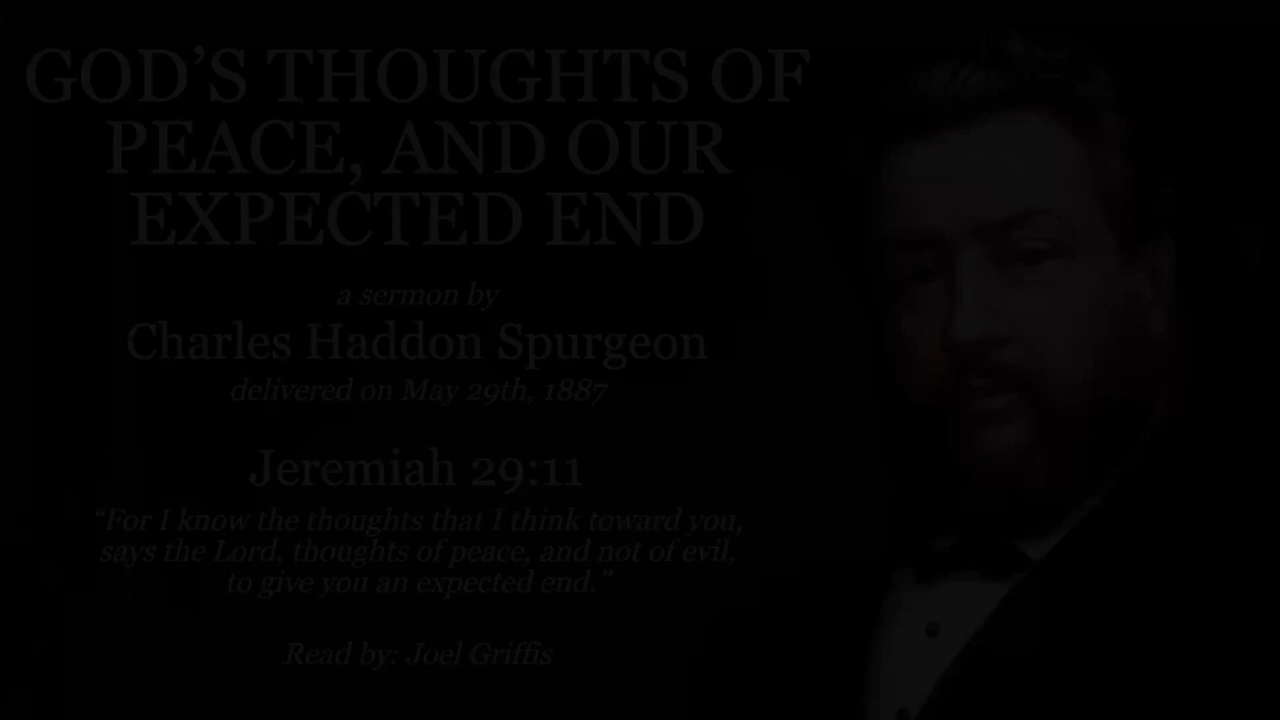 GOD'S THOUGHTS OF
PEACE, AND OUR
EXPECTED END
a sermon by
Charles Haddon Spurgeon
delivered on May 29th, 1887
Jeremiah 29:11
“For I know the thoughts that I think toward you,
says the Lord, thoughts of peace, and not of evil,
to give you an expected end.”
Read by: Joel Griffis